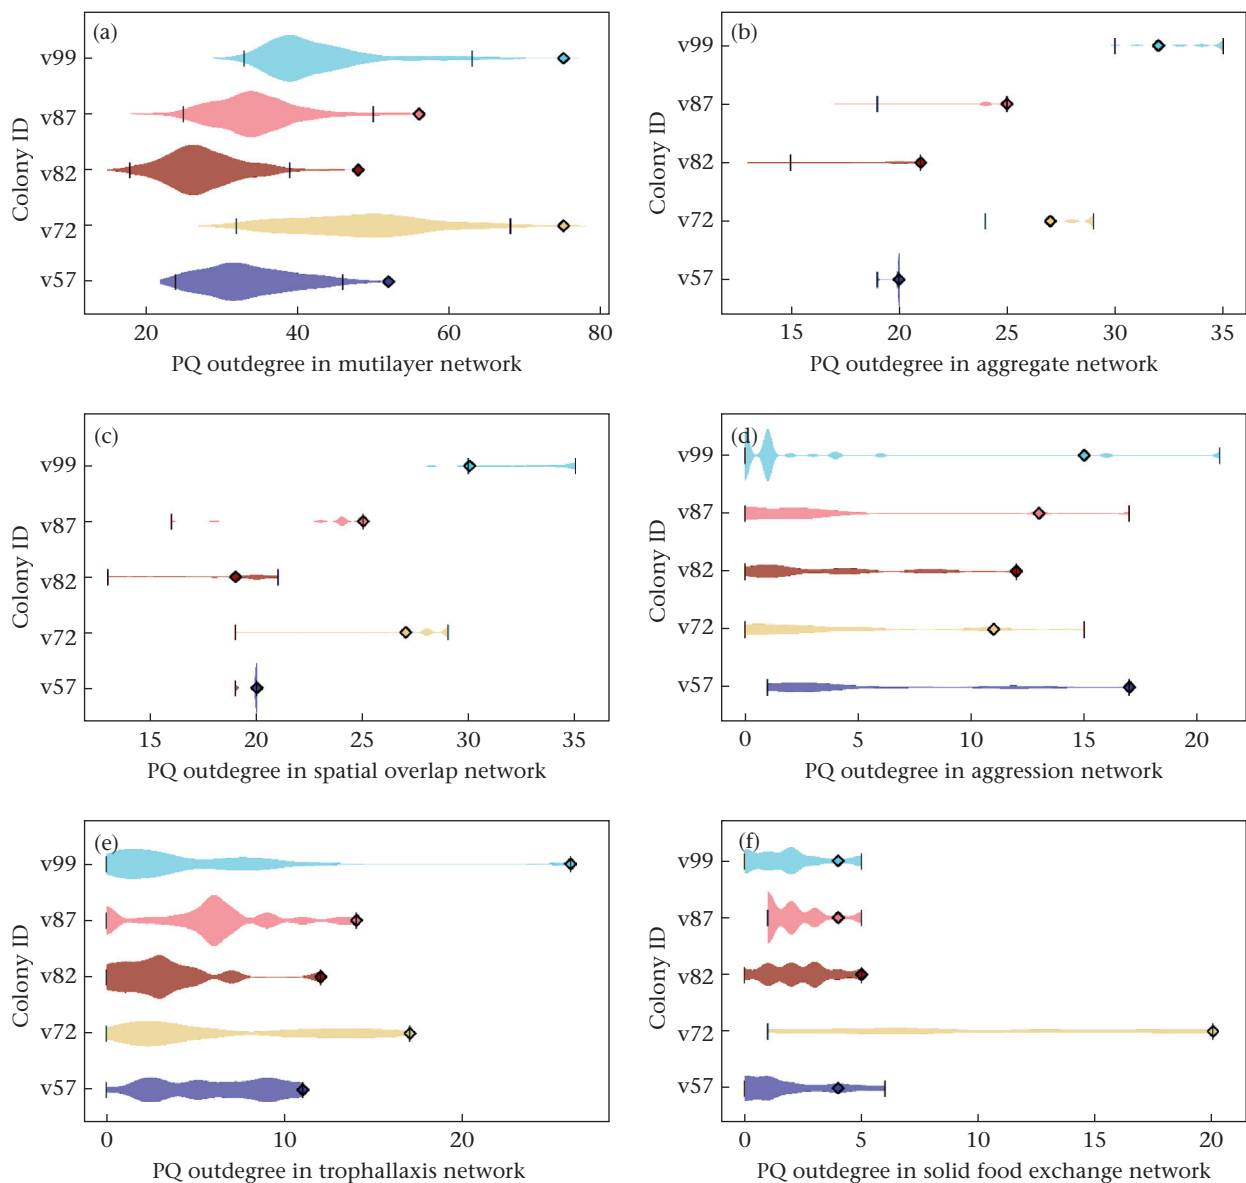 (a)
v99
v87
v82
v72
v57
Colony ID
20 40 60 80
PQ outdegree in mutilayer network
(b)
v99
v87
v82
v72
v57
Colony ID
15 20 25 30 35
PQ outdegree in aggregate network
(c)
v99
v87
v82
v72
v57
Colony ID
15 20 25 30 35
PQ outdegree in spatial overlap network
(d)
v99
v87
v82
v72
v57
Colony ID
0 5 10 15 20
PQ outdegree in aggression network
(e)
v99
v87
v82
v72
v57
Colony ID
0 10 20
PQ outdegree in trophallaxis network
(f)
v99
v87
v82
v72
v57
Colony ID
0 5 10 15 20
PQ outdegree in solid food exchange network